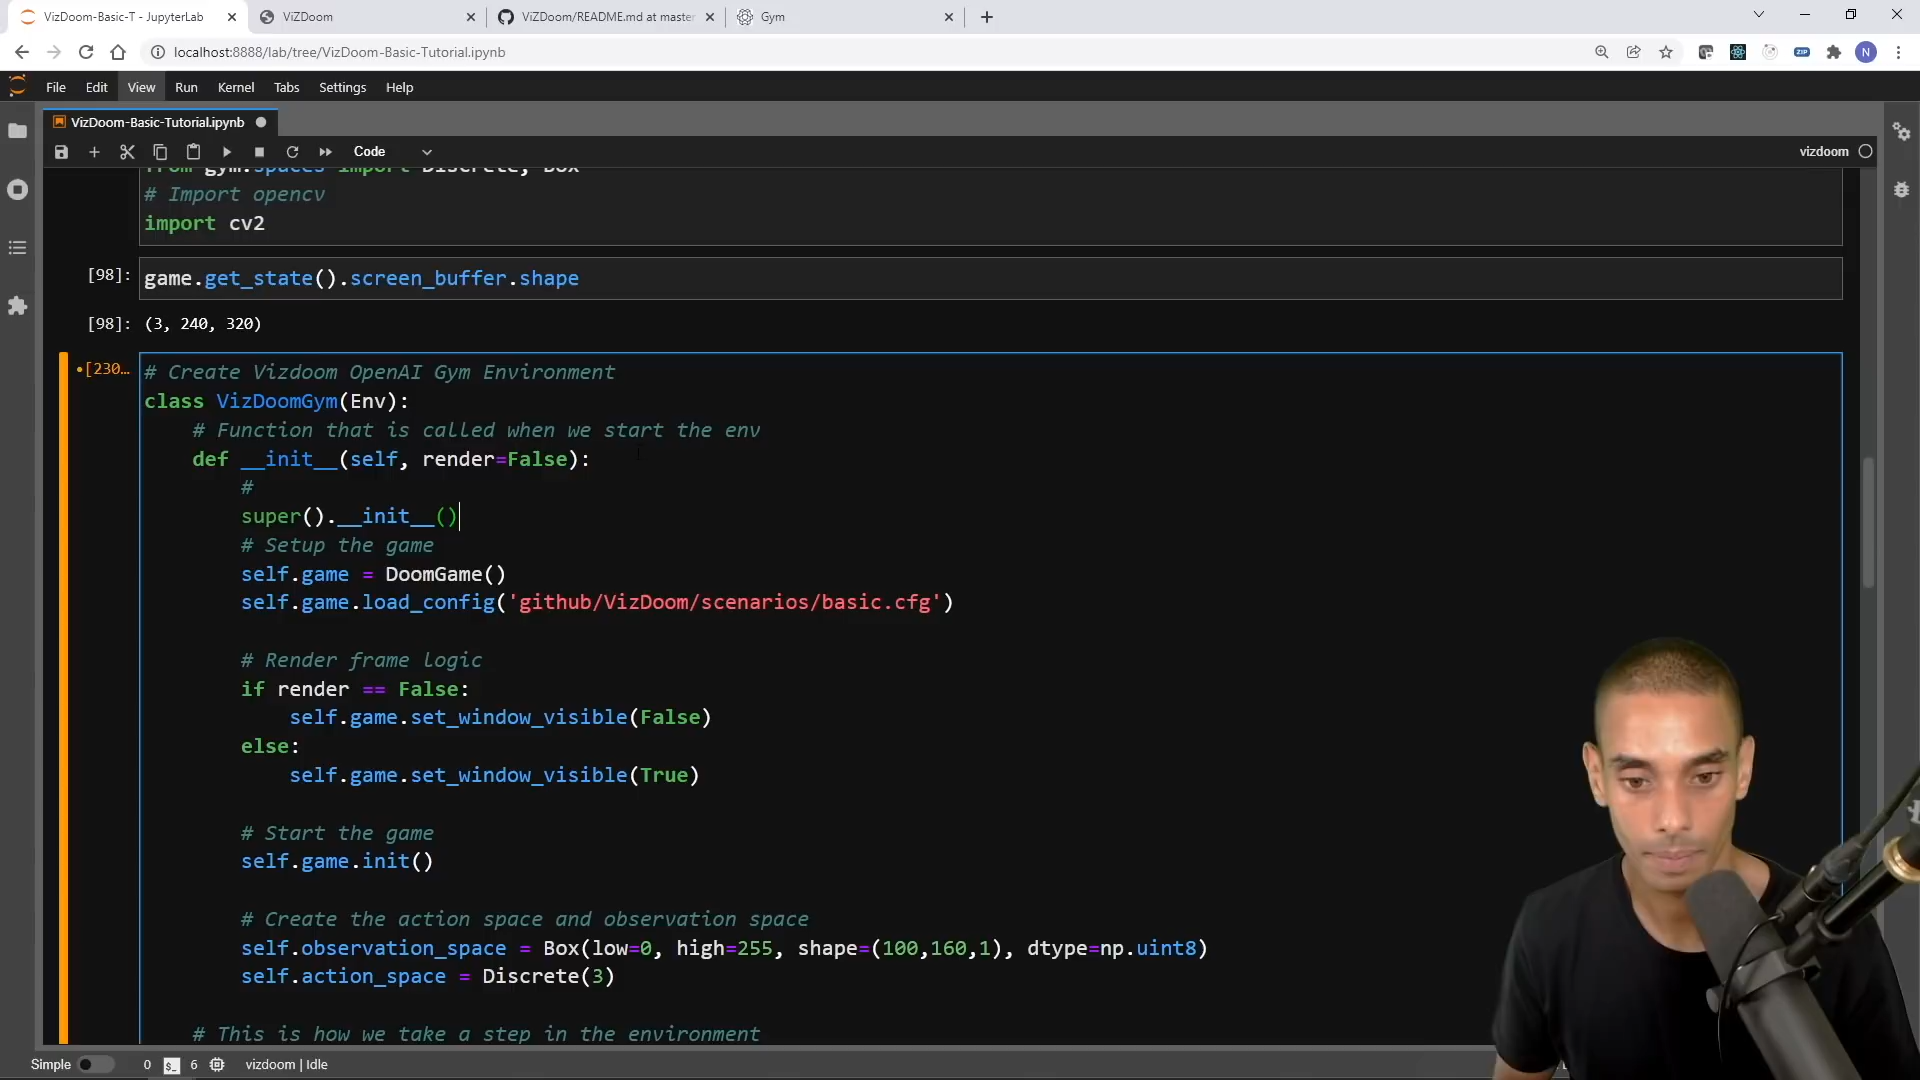 VizDoom-Basic-T - JupyterLab
ViZDoom
ViZDoom/README.md at master
Gym
localhost:8888/lab/tree/VizDoom-Basic-Tutorial.ipynb
ZIP
N
File Edit View Run Kernel Tabs Settings Help
VizDoom-Basic-Tutorial.ipynb
Code
vizdoom
from gym.spaces import Discrete, Box
# Import opencv
import cv2
[98]: game.get_state().screen_buffer.shape
[98]: (3, 240, 320)
[230… # Create Vizdoom OpenAI Gym Environment
class VizDoomGym(Env):
# Function that is called when we start the env
def __init__(self, render=False):
#
super().__init__()
# Setup the game
self.game = DoomGame()
self.game.load_config('github/VizDoom/scenarios/basic.cfg')
# Render frame logic
if render == False:
self.game.set_window_visible(False)
else:
self.game.set_window_visible(True)
# Start the game
self.game.init()
# Create the action space and observation space
self.observation_space = Box(low=0, high=255, shape=(100,160,1), dtype=np.uint8)
self.action_space = Discrete(3)
# This is how we take a step in the environment
Simple 0 $_ 6 vizdoom | Idle